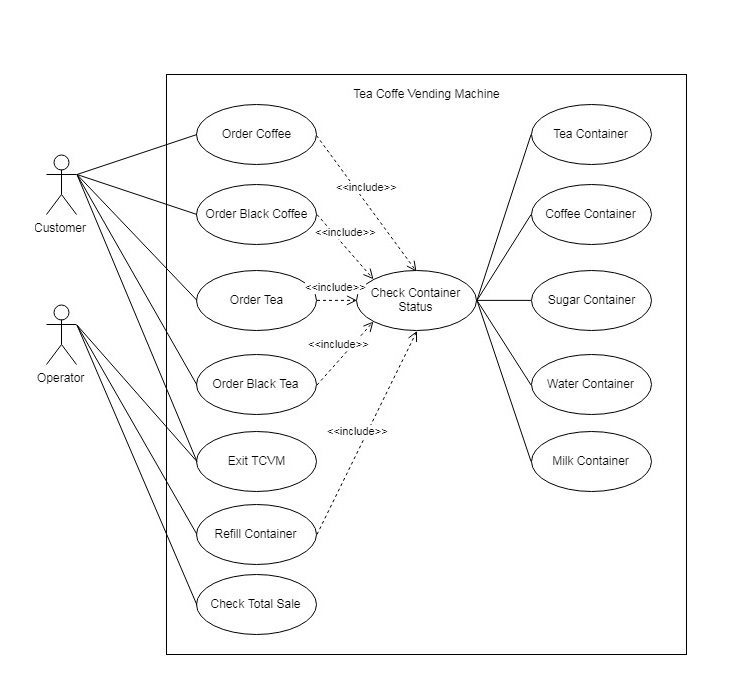 Tea Coffe Vending Machine
Order Coffee
Tea Container
<<include>>
Customer
Order Black Coffee
Coffee Container
<<include>>
<<include>>
Order Tea
Check Container
Status
Sugar Container
<<include>>
Operator
Order Black Tea
Water Container
<<include>>
Exit TCVM
Milk Container
Refill Container
Check Total Sale